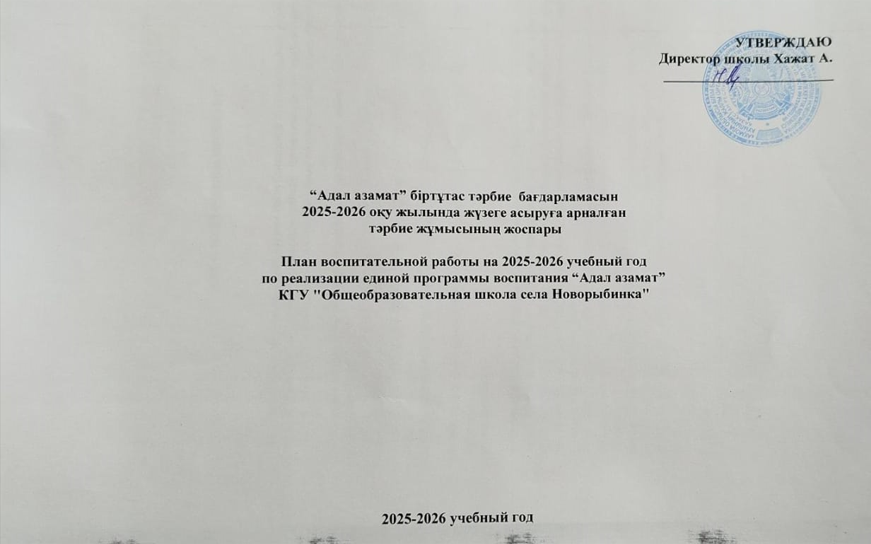 УТВЕРЖДАЮ
Директор школы Хажат А.
“Адал азамат” біртұтас тәрбие бағдарламасын
2025-2026 оқу жылында жүзеге асыруға арналған
тәрбие жұмысының жоспары
План воспитательной работы на 2025-2026 учебный год
по реализации единой программы воспитания “Адал азамат”
КГУ "Общеобразовательная школа села Новорыбинка"
2025-2026 учебный год